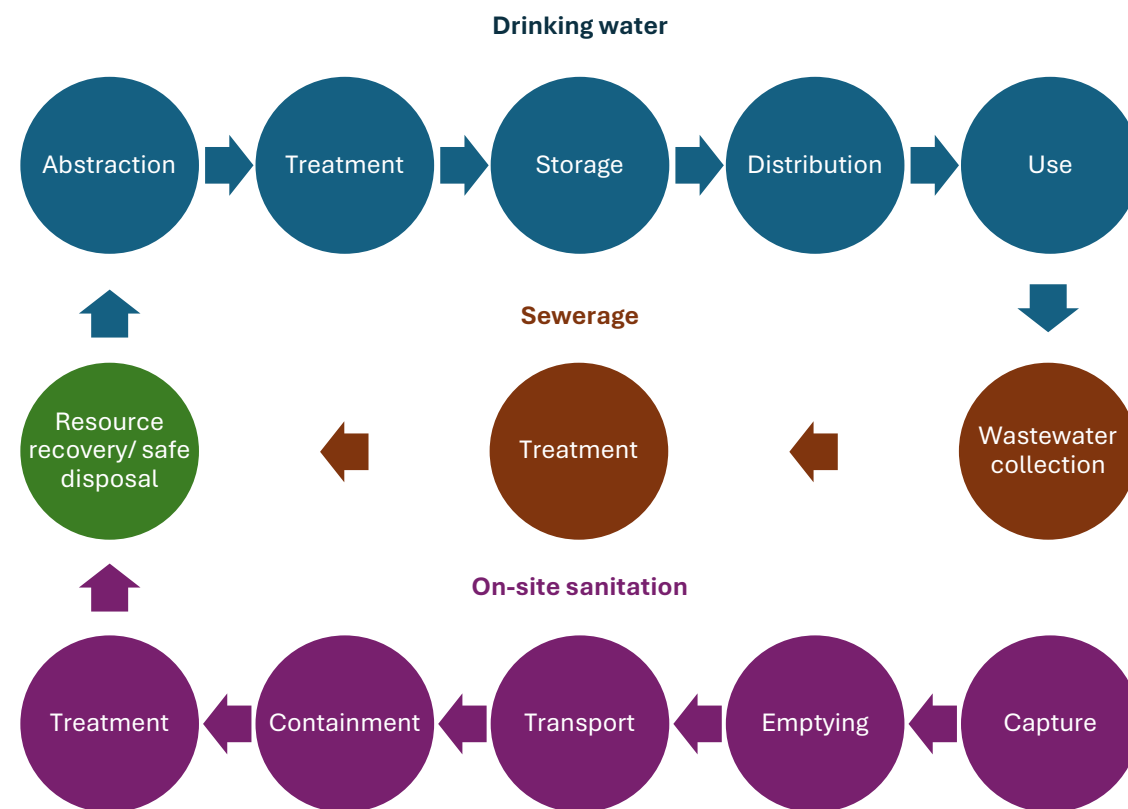 Drinking water
Abstraction
Treatment
Storage
Distribution
Use
Sewerage
Resource
recovery/ safe
disposal
Treatment
Wastewater
collection
On-site sanitation
Treatment
Containment
Transport
Emptying
Capture